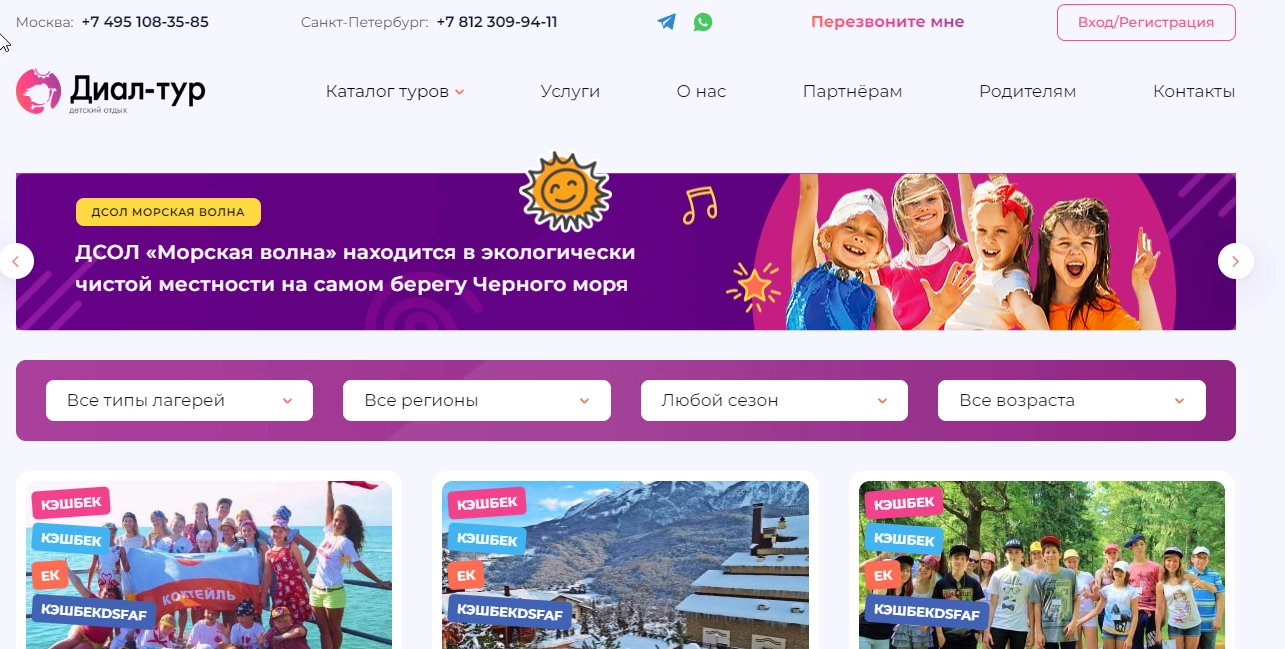 Москва: +7 495 108-35-85
Санкт-Петербург: +7 812 309-94-11
Перезвоните мне
Вход/Регистрация
Диал-тур
детский отдых
Каталог туров
Услуги
О нас
Партнёрам
Родителям
Контакты
ДСОЛ МОРСКАЯ ВОЛНА
ДСОЛ «Морская волна» находится в экологически
чистой местности на самом берегу Черного моря
Все типы лагерей
Все регионы
Любой сезон
Все возраста
КЭШБЕК
КЭШБЕК
ЕК
КЭШБЕКDSFAF
КОКТЕЙЛЬ
КЭШБЕК
КЭШБЕК
ЕК
КЭШБЕКDSFAF
КЭШБЕК
КЭШБЕК
ЕК
КЭШБЕКDSFAF